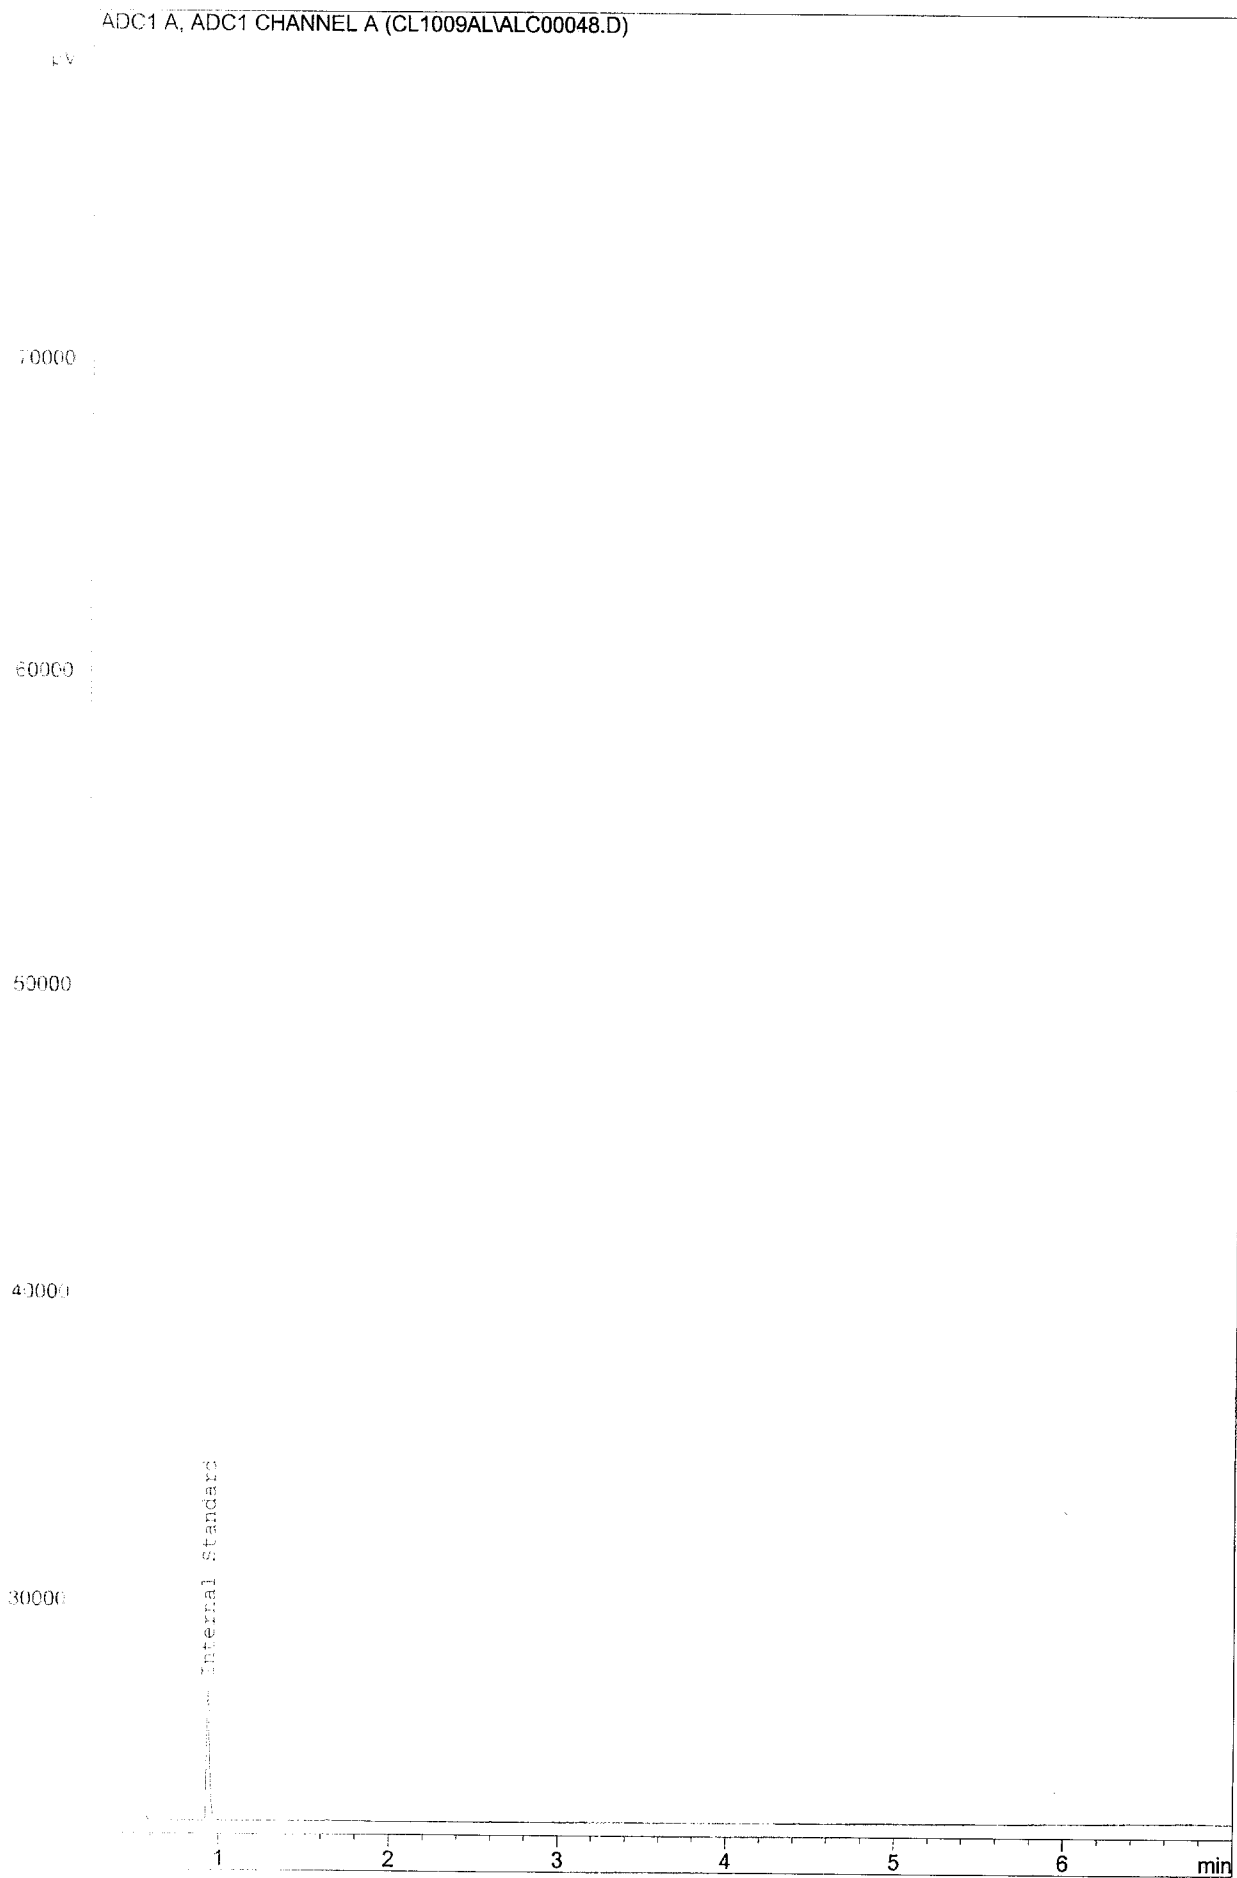 ADC1 A, ADC1 CHANNEL A (CL1009AL\ALC00048.D)
µV
70000
60000
50000
40000
30000
Internal Standard
1 2 3 4 5 6 min